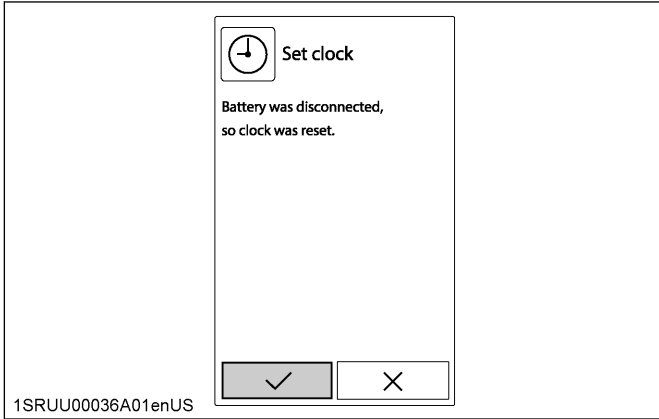 Set clock
Battery was disconnected,
so clock was reset.
1SRUU00036A01enUS